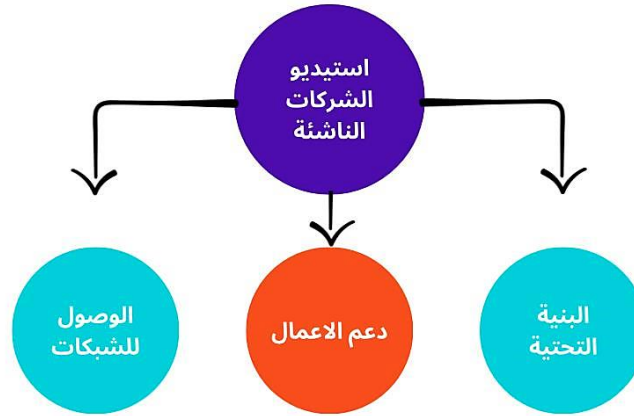 استيديو
الشركات
الناشئة
البنية
التحتية
دعم الاعمال
الوصول
للشبكات